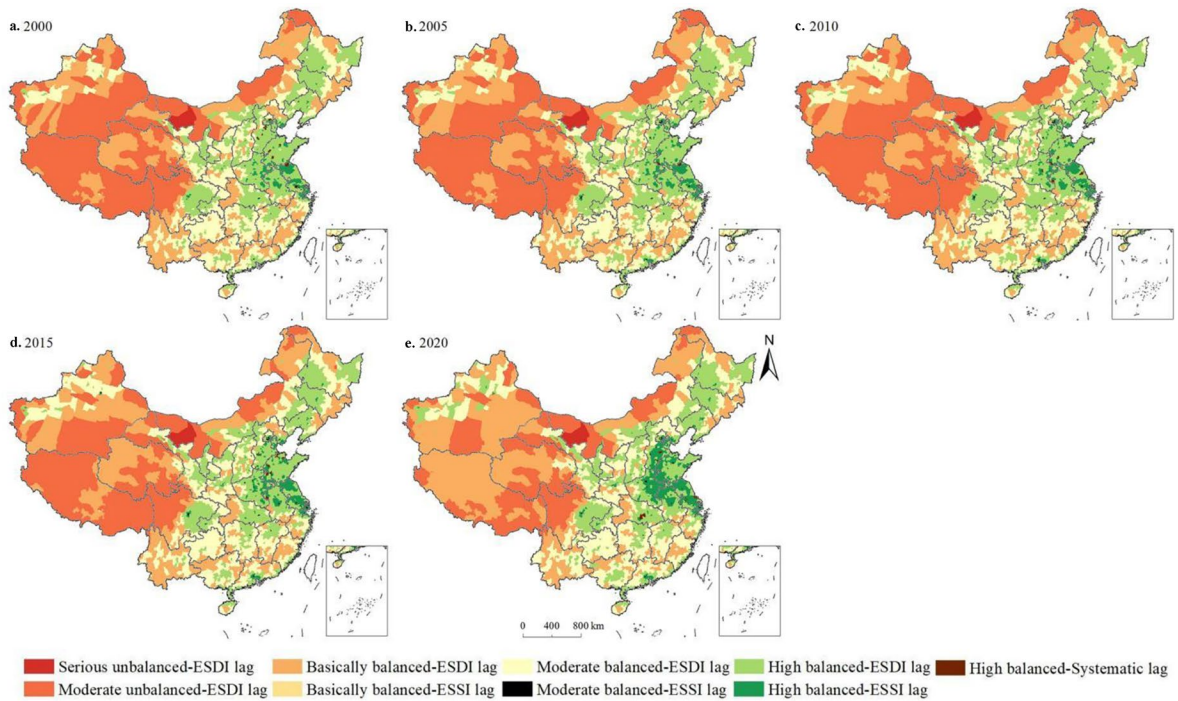 a. 2000
b. 2005
c. 2010
d. 2015
e. 2020
N
0 400 800 km
Serious unbalanced-ESDI lag
Basically balanced-ESDI lag
Moderate balanced-ESDI lag
High balanced-ESDI lag
High balanced-Systematic lag
Moderate unbalanced-ESDI lag
Basically balanced-ESSI lag
Moderate balanced-ESSI lag
High balanced-ESSI lag